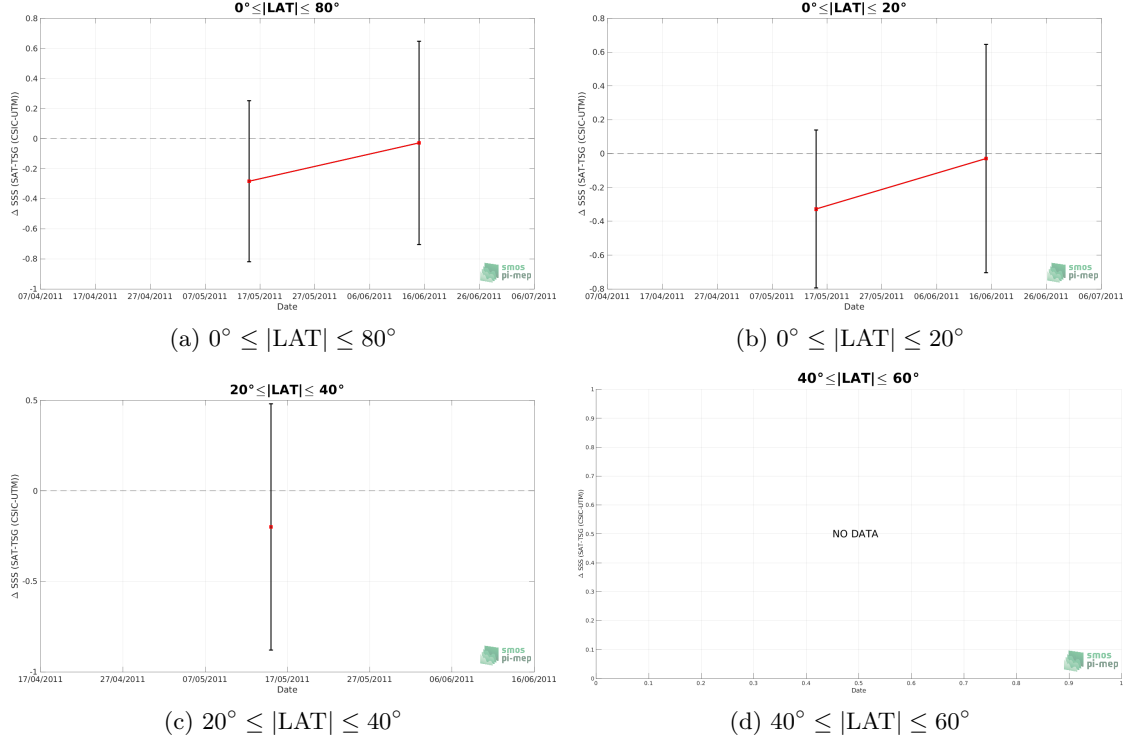 0°≤|LAT|≤ 80°
0.8
0.6
0.4
0.2
0
-0.2
-0.4
-0.6
-0.8
-1
Δ SSS (SAT-TSG (CSIC-UTM))
07/04/2011 17/04/2011 27/04/2011 07/05/2011 17/05/2011 27/05/2011 06/06/2011 16/06/2011 26/06/2011 06/07/2011
Date
smos
pi-mep
(a) 0° ≤ |LAT| ≤ 80°
0°≤|LAT|≤ 20°
0.8
0.6
0.4
0.2
0
-0.2
-0.4
-0.6
-0.8
Δ SSS (SAT-TSG (CSIC-UTM))
07/04/2011 17/04/2011 27/04/2011 07/05/2011 17/05/2011 27/05/2011 06/06/2011 16/06/2011 26/06/2011 06/07/2011
Date
smos
pi-mep
(b) 0° ≤ |LAT| ≤ 20°
20°≤|LAT|≤ 40°
0.5
0
-0.5
-1
Δ SSS (SAT-TSG (CSIC-UTM))
17/04/2011 27/04/2011 07/05/2011 17/05/2011 27/05/2011 06/06/2011 16/06/2011
Date
smos
pi-mep
(c) 20° ≤ |LAT| ≤ 40°
40°≤|LAT|≤ 60°
1
0.9
0.8
0.7
0.6
0.5
0.4
0.3
0.2
0.1
0
Δ SSS (SAT-TSG (CSIC-UTM))
NO DATA
0 0.1 0.2 0.3 0.4 0.5 0.6 0.7 0.8 0.9 1
Date
smos
pi-mep
(d) 40° ≤ |LAT| ≤ 60°